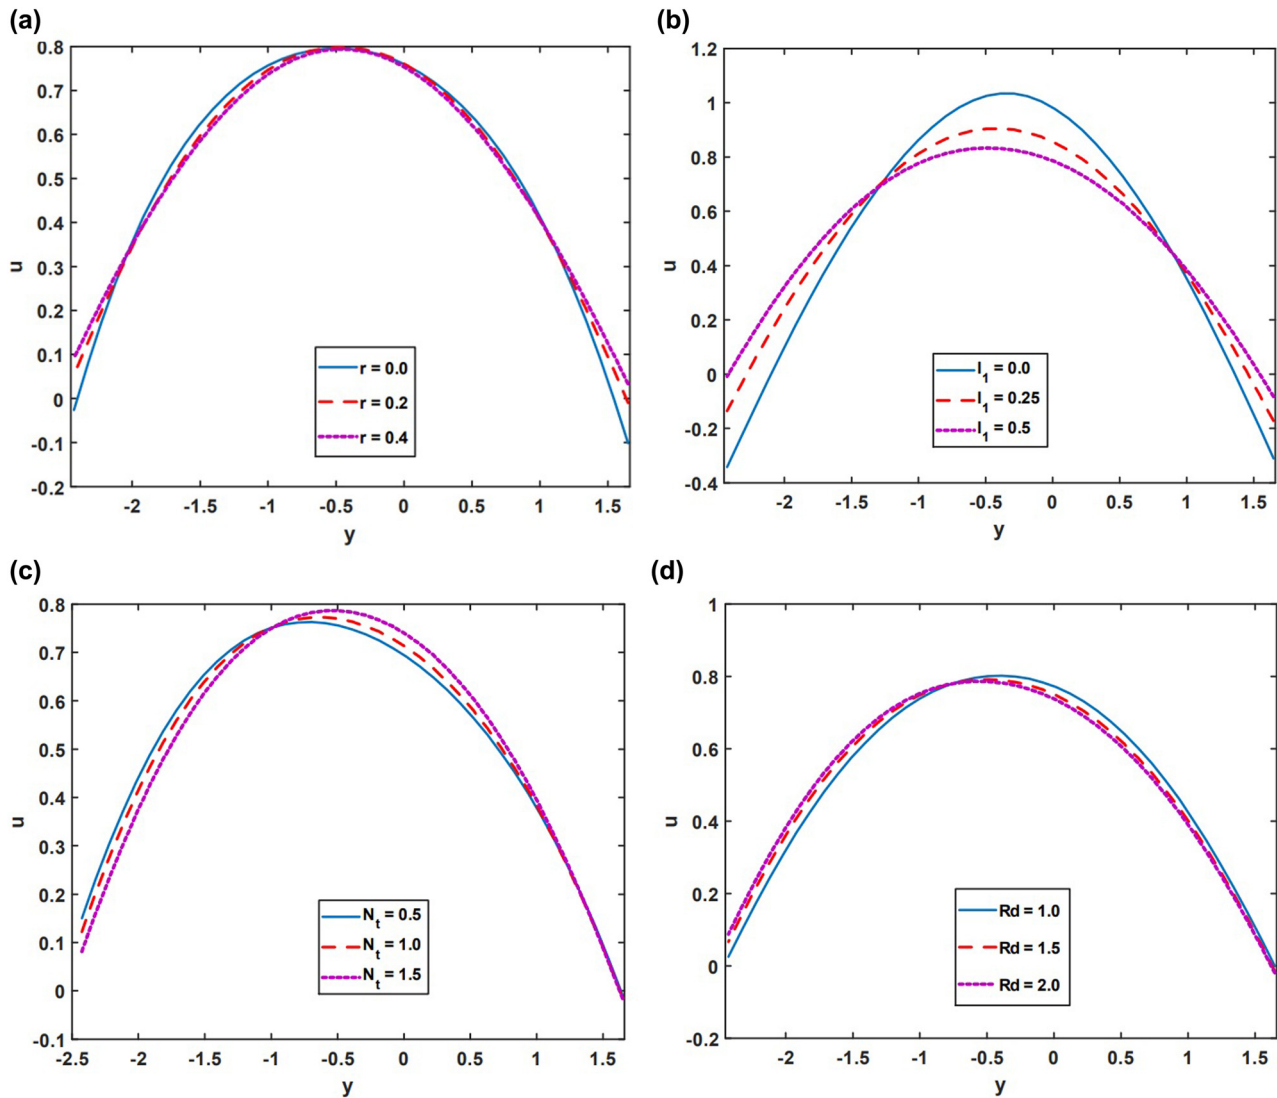 (a)
0.8
0.7
0.6
0.5
0.4
0.3
0.2
0.1
0
-0.1
-0.2
u
-2 -1.5 -1 -0.5 0 0.5 1 1.5
y
r = 0.0
r = 0.2
r = 0.4
(b)
1.2
1
0.8
0.6
0.4
0.2
0
-0.2
-0.4
u
-2 -1.5 -1 -0.5 0 0.5 1 1.5
y
l1 = 0.0
l1 = 0.25
l1 = 0.5
(c)
0.8
0.7
0.6
0.5
0.4
0.3
0.2
0.1
0
-0.1
u
-2.5 -2 -1.5 -1 -0.5 0 0.5 1 1.5
y
Nt = 0.5
Nt = 1.0
Nt = 1.5
(d)
1
0.8
0.6
0.4
0.2
0
-0.2
u
-2 -1.5 -1 -0.5 0 0.5 1 1.5
y
Rd = 1.0
Rd = 1.5
Rd = 2.0